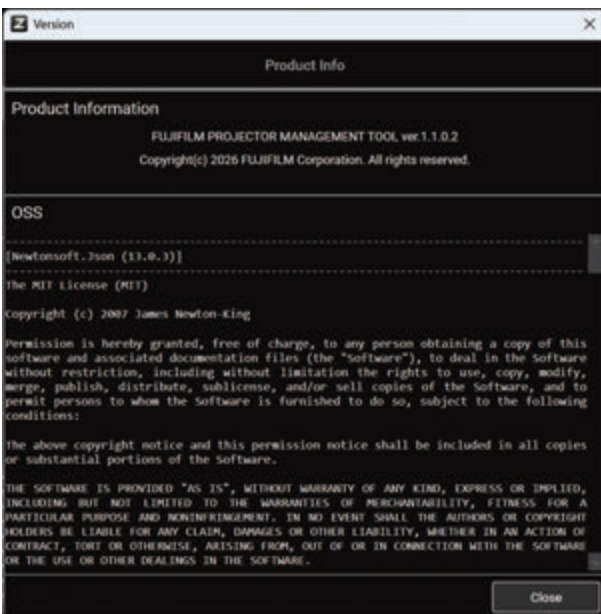 Version
Product Info
Product Information
FUJIFILM PROJECTOR MANAGEMENT TOOL ver.1.1.0.2
Copyright(c) 2026 FUJIFILM Corporation. All rights reserved.
OSS
[Newtonsoft.Json (13.0.3)]
The MIT License (MIT)
Copyright (c) 2007 James Newton-King
Permission is hereby granted, free of charge, to any person obtaining a copy of this
software and associated documentation files (the "Software"), to deal in the Software
without restriction, including without limitation the rights to use, copy, modify,
merge, publish, distribute, sublicense, and/or sell copies of the Software, and to
permit persons to whom the Software is furnished to do so, subject to the following
conditions:
The above copyright notice and this permission notice shall be included in all copies
or substantial portions of the Software.
THE SOFTWARE IS PROVIDED "AS IS", WITHOUT WARRANTY OF ANY KIND, EXPRESS OR IMPLIED,
INCLUDING BUT NOT LIMITED TO THE WARRANTIES OF MERCHANTABILITY, FITNESS FOR A
PARTICULAR PURPOSE AND NONINFRINGEMENT. IN NO EVENT SHALL THE AUTHORS OR COPYRIGHT
HOLDERS BE LIABLE FOR ANY CLAIM, DAMAGES OR OTHER LIABILITY, WHETHER IN AN ACTION OF
CONTRACT, TORT OR OTHERWISE, ARISING FROM, OUT OF OR IN CONNECTION WITH THE SOFTWARE
OR THE USE OR OTHER DEALINGS IN THE SOFTWARE.
Close